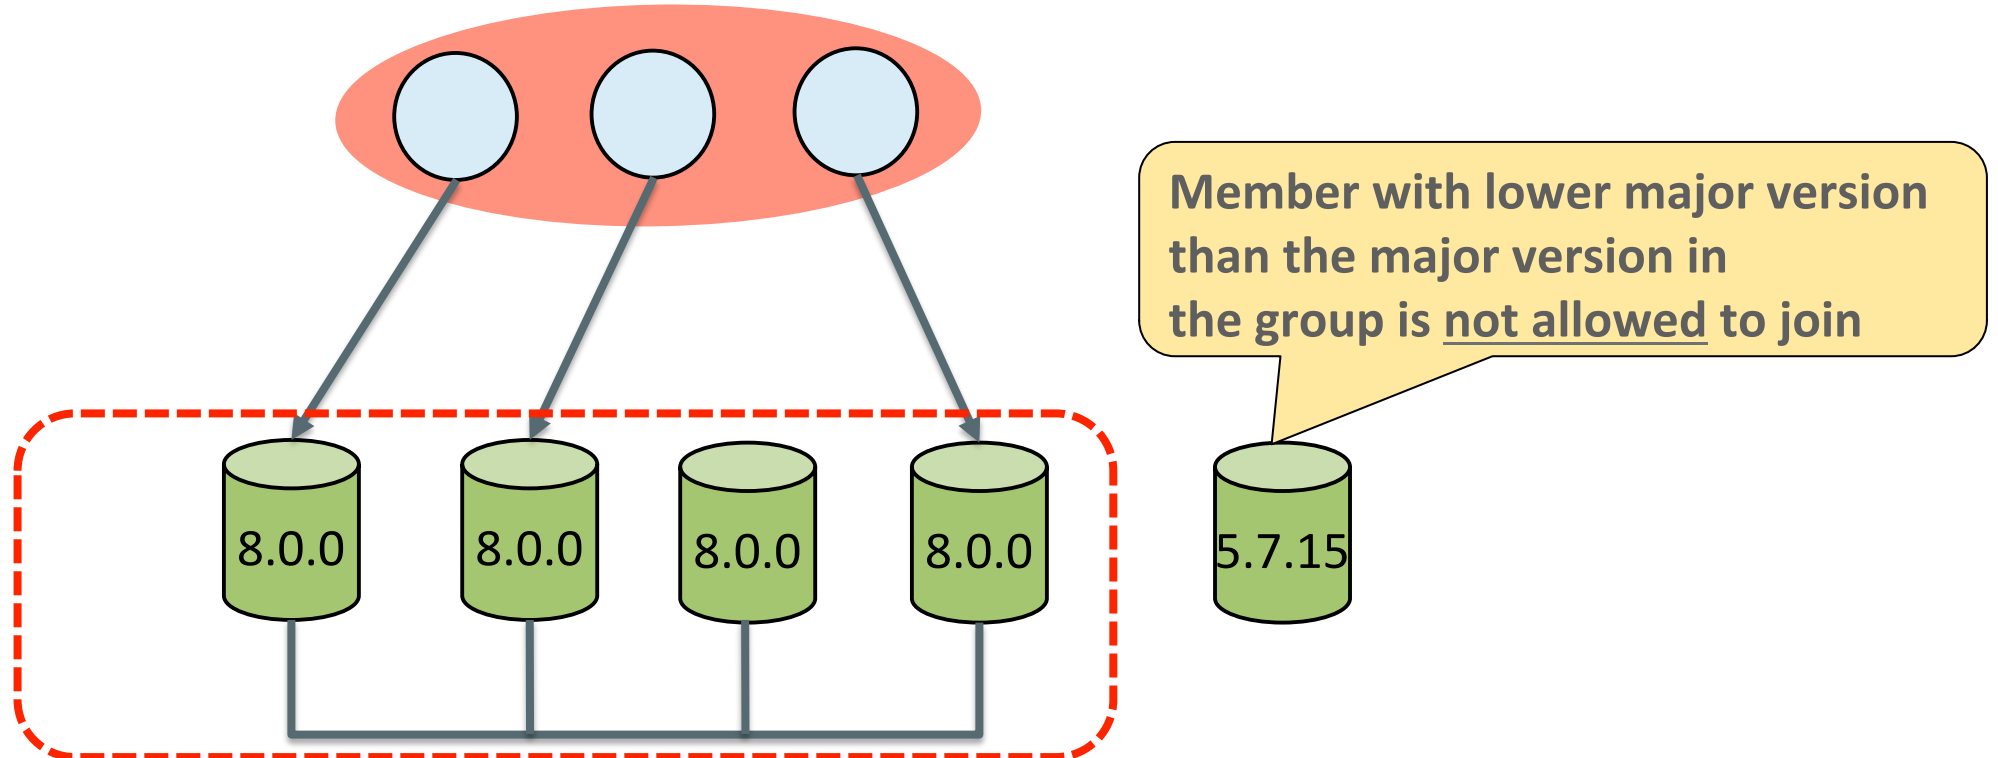 Member with lower major version
than the major version in
the group is not allowed to join
8.0.0
8.0.0
8.0.0
8.0.0
5.7.15